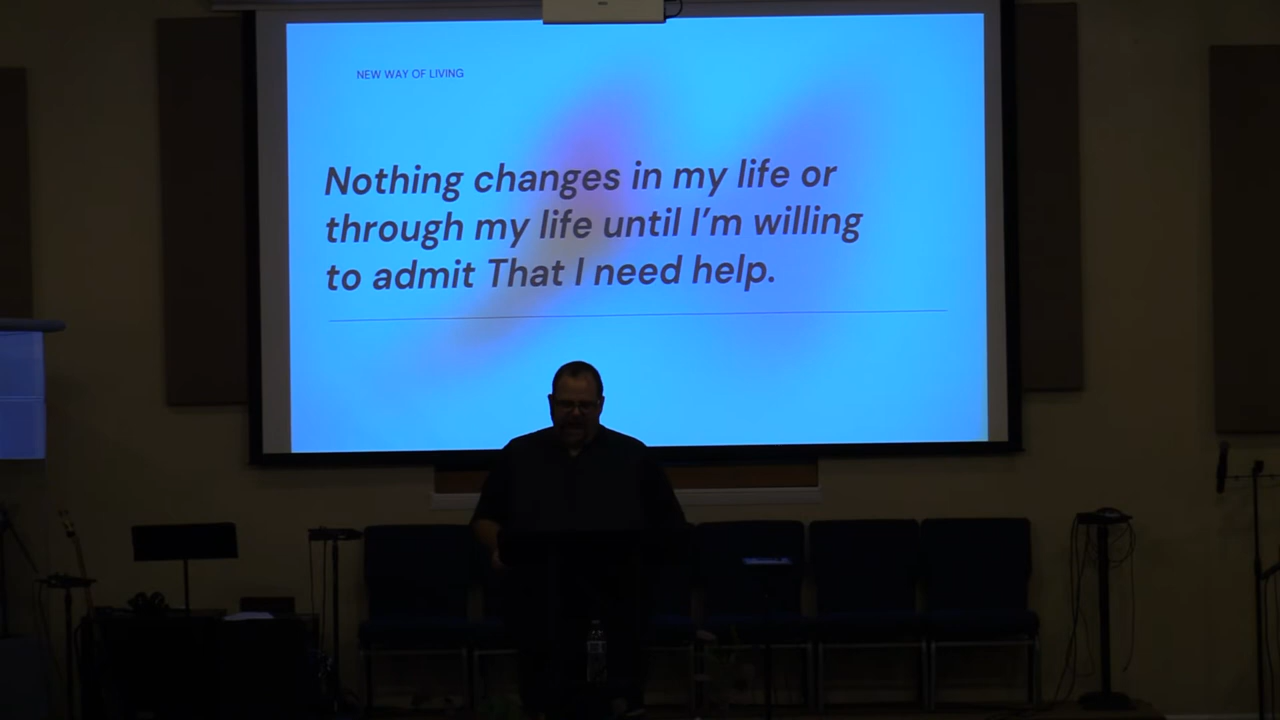 NEW WAY OF LIVING
Nothing changes in my life or
through my life until I'm willing
to admit That I need help.